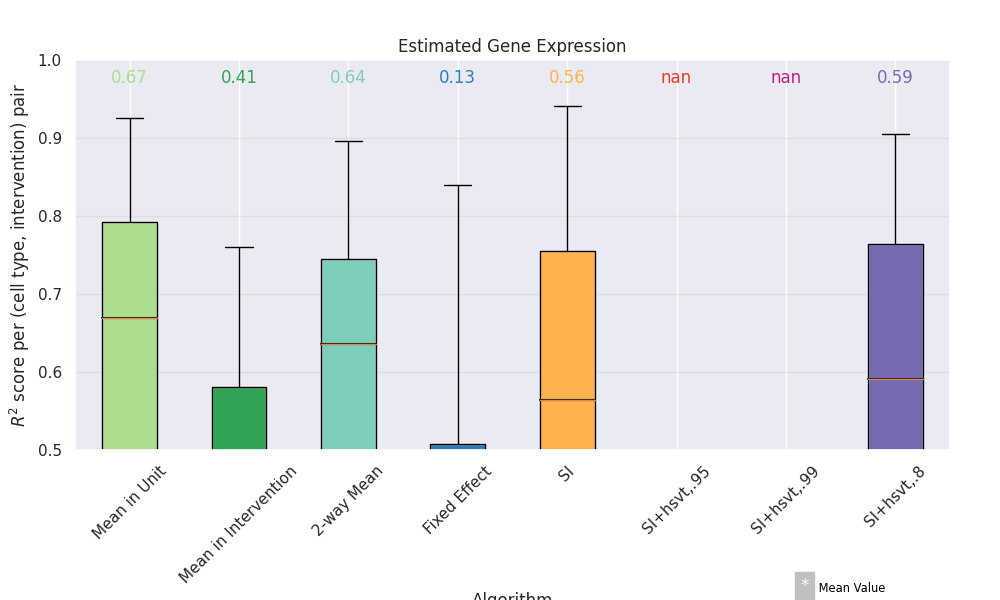 Estimated Gene Expression
R² score per (cell type, intervention) pair
1.0
0.9
0.8
0.7
0.6
0.5
0.67 0.41 0.64 0.13 0.56 nan nan 0.59
Mean in Unit
Mean in Intervention
2-way Mean
Fixed Effect
SI
SI+hsvt,.95
SI+hsvt,.99
SI+hsvt,.8
Algorithm
* Mean Value